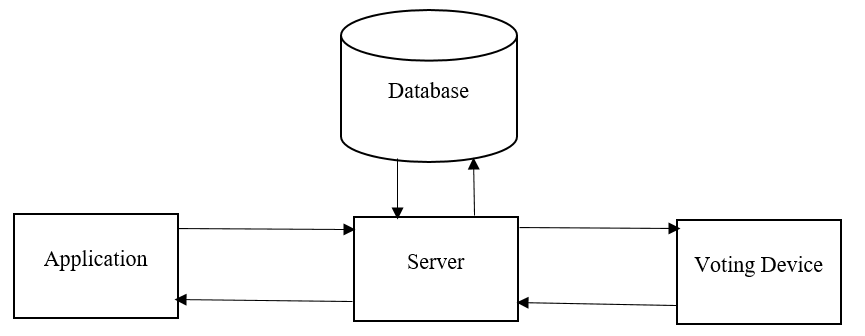 Database
Application
Server
Voting Device